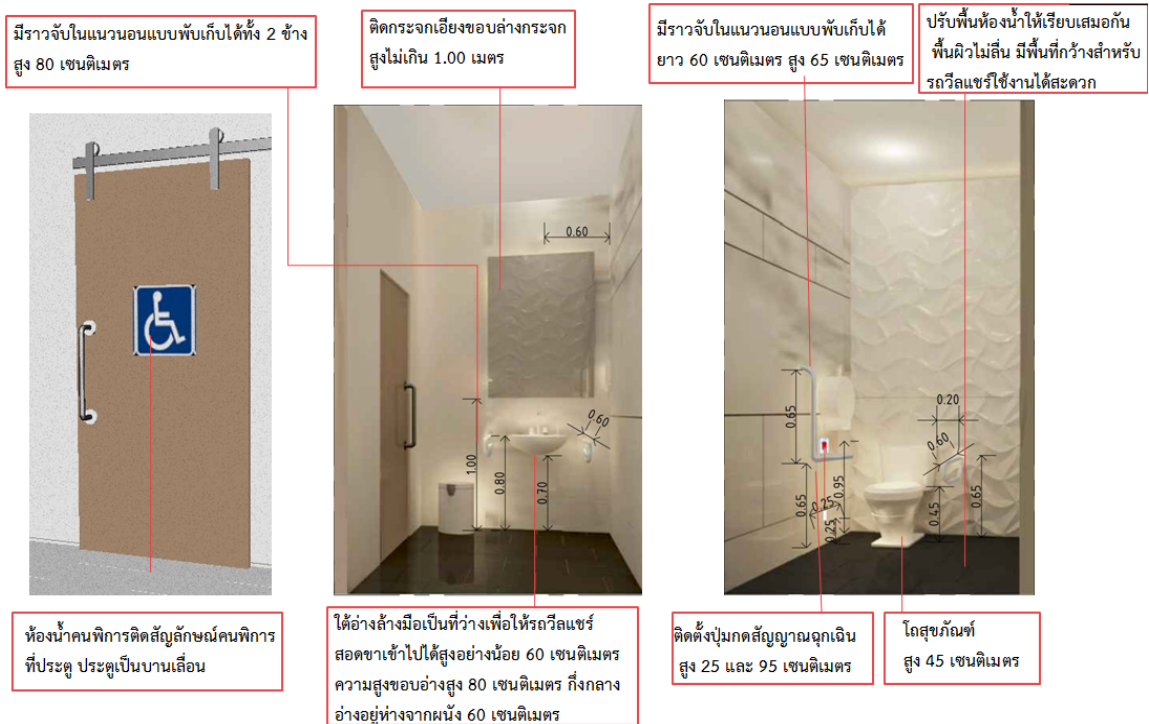 มีราวจับในแนวนอนแบบพับเก็บได้ทั้ง 2 ข้าง
สูง 80 เซนติเมตร
ติดกระจกเอียงขอบล่างกระจก
สูงไม่เกิน 1.00 เมตร
มีราวจับในแนวนอนแบบพับเก็บได้
ยาว 60 เซนติเมตร สูง 65 เซนติเมตร
ปรับพื้นห้องน้ำให้เรียบเสมอกัน
พื้นผิวไม่ลื่น มีพื้นที่กว้างสำหรับ
รถวีลแชร์ใช้งานได้สะดวก
0.60
0.60
1.00
0.80
0.70
0.65
0.65
0.25
0.25
0.95
0.20
0.60
0.45
0.65
ห้องน้ำคนพิการติดสัญลักษณ์คนพิการ
ที่ประตู ประตูเป็นบานเลื่อน
ใต้อ่างล้างมือเป็นที่ว่างเพื่อให้รถวีลแชร์
สอดขาเข้าไปได้สูงอย่างน้อย 60 เซนติเมตร
ความสูงขอบอ่างสูง 80 เซนติเมตร กึ่งกลาง
อ่างอยู่ห่างจากผนัง 60 เซนติเมตร
ติดตั้งปุ่มกดสัญญาณฉุกเฉิน
สูง 25 และ 95 เซนติเมตร
โถสุขภัณฑ์
สูง 45 เซนติเมตร